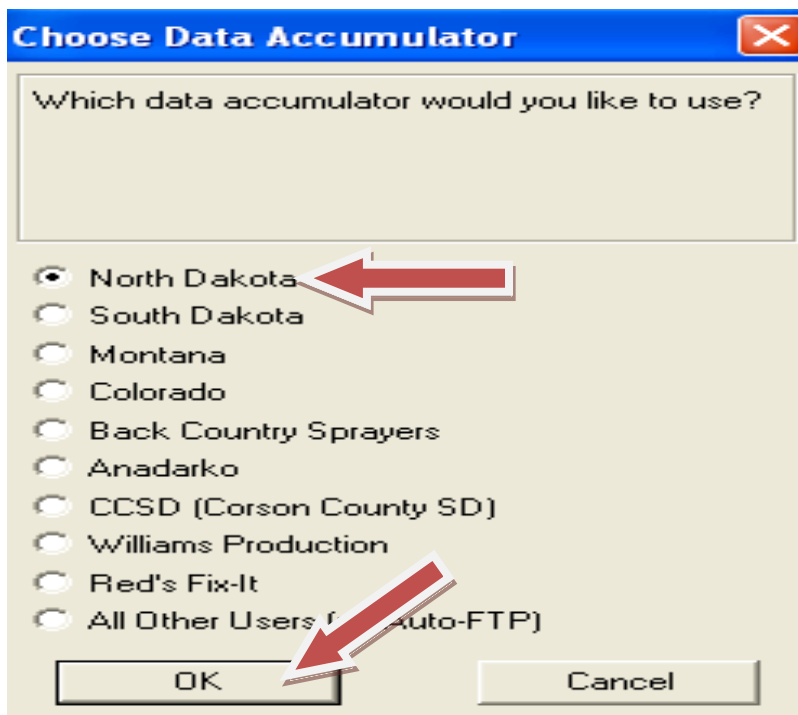 Choose Data Accumulator
Which data accumulator would you like to use?
North Dakota
South Dakota
Montana
Colorado
Back Country Sprayers
Anadarko
CCSD (Corson County SD)
Williams Production
Red's Fix-It
All Other Users Auto-FTP)
OK
Cancel